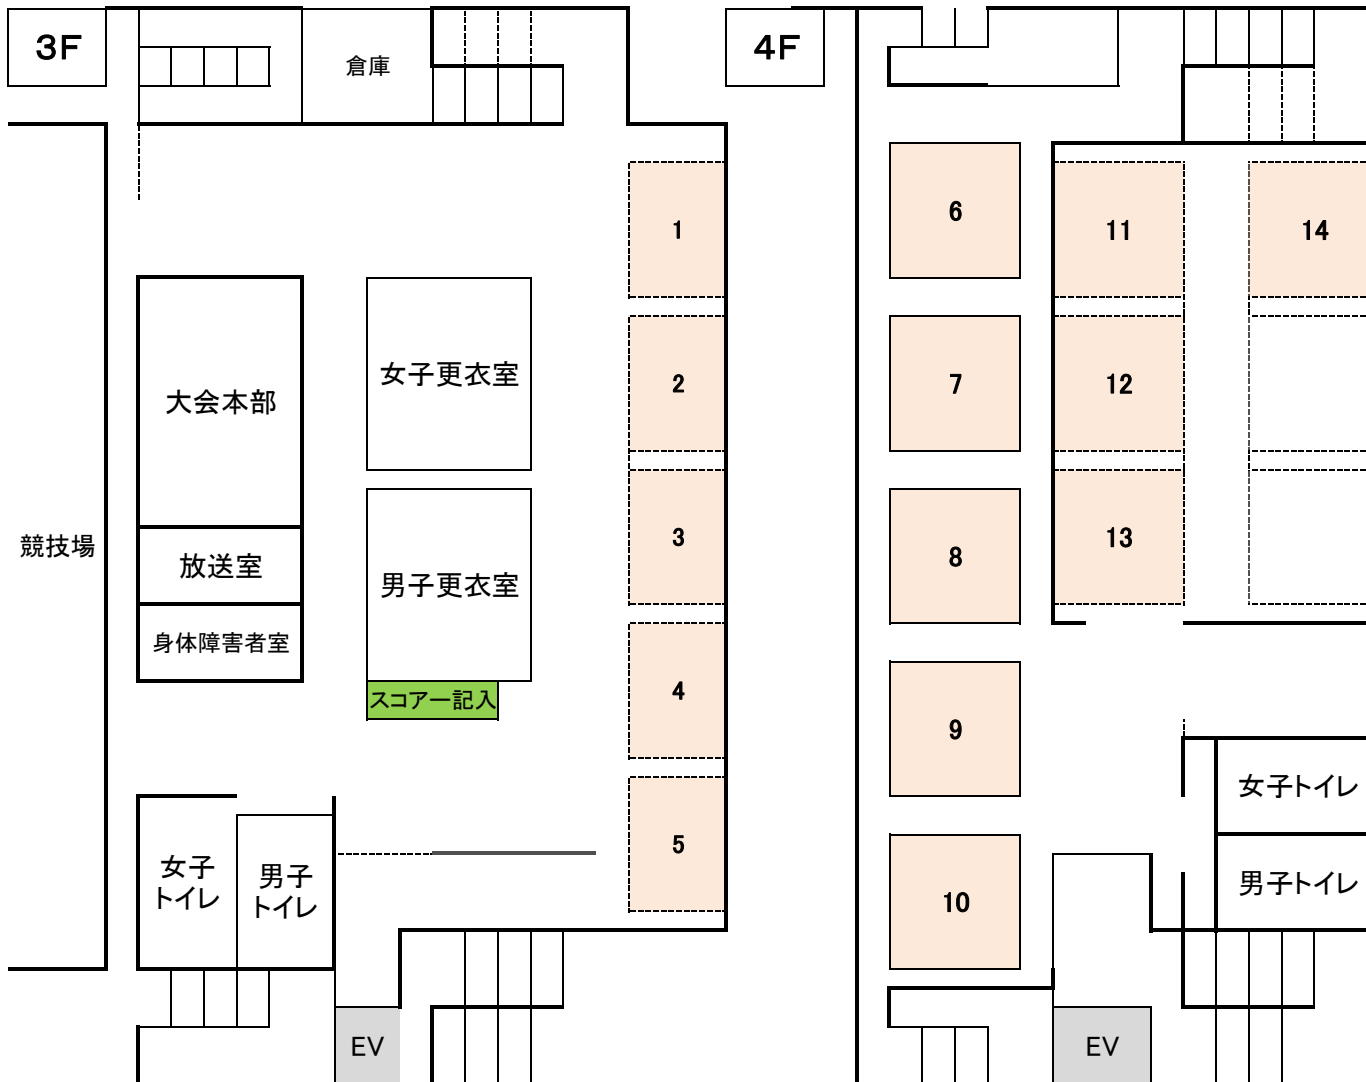 3F
倉庫
1
2
3
4
5
女子更衣室
大会本部
男子更衣室
放送室
競技場
身体障害者室
スコアー記入
女子
トイレ
男子
トイレ
EV
4F
6
7
8
9
10
11
12
13
14
女子トイレ
男子トイレ
EV